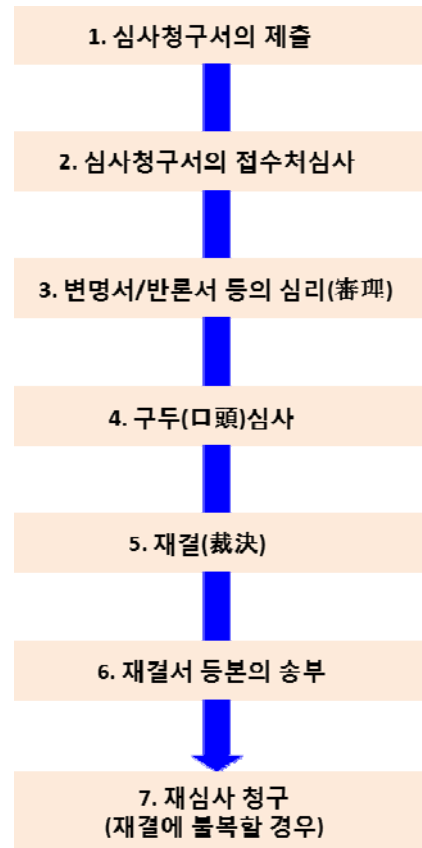 1. 심사청구서의 제출
2. 심사청구서의 접수처심사
3. 변명서/반론서 등의 심리(審理)
4. 구두(口頭)심사
5. 재결(裁決)
6. 재결서 등본의 송부
7. 재심사 청구
(재결에 불복할 경우)